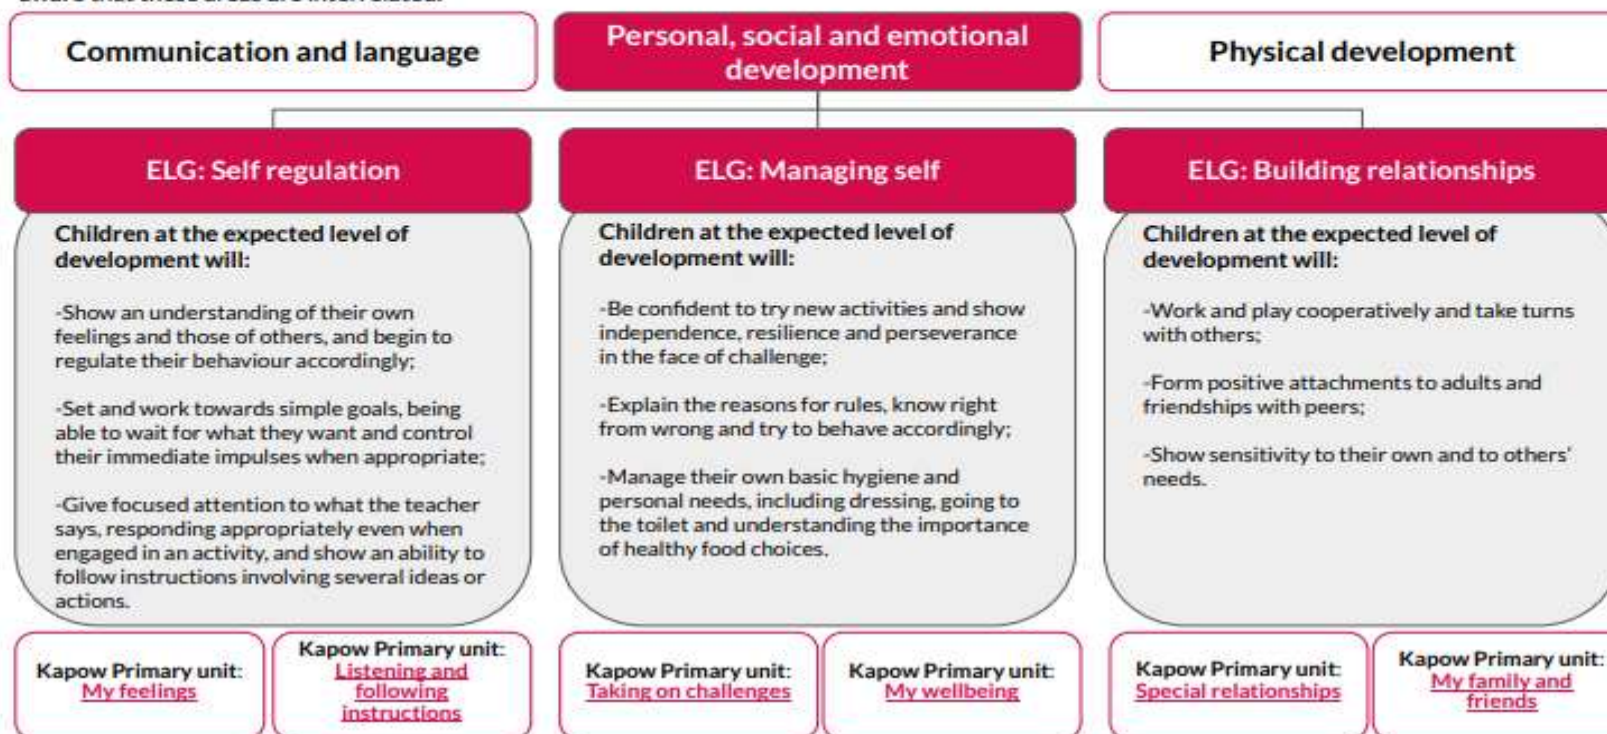 Communication and language
Personal, social and emotional
development
Physical development
ELG: Self regulation
Children at the expected level of
development will:
-Show an understanding of their own
feelings and those of others, and begin to
regulate their behaviour accordingly;
-Set and work towards simple goals, being
able to wait for what they want and control
their immediate impulses when appropriate;
-Give focused attention to what the teacher
says, responding appropriately even when
engaged in an activity, and show an ability to
follow instructions involving several ideas or
actions.
Kapow Primary unit:
My feelings
Kapow Primary unit:
Listening and
following
instructions
ELG: Managing self
Children at the expected level of
development will:
-Be confident to try new activities and show
independence, resilience and perseverance
in the face of challenge;
-Explain the reasons for rules, know right
from wrong and try to behave accordingly;
-Manage their own basic hygiene and
personal needs, including dressing, going to
the toilet and understanding the importance
of healthy food choices.
Kapow Primary unit:
Taking on challenges
Kapow Primary unit:
My wellbeing
ELG: Building relationships
Children at the expected level of
development will:
-Work and play cooperatively and take turns
with others;
-Form positive attachments to adults and
friendships with peers;
-Show sensitivity to their own and to others'
needs.
Kapow Primary unit:
Special relationships
Kapow Primary unit:
My family and
friends